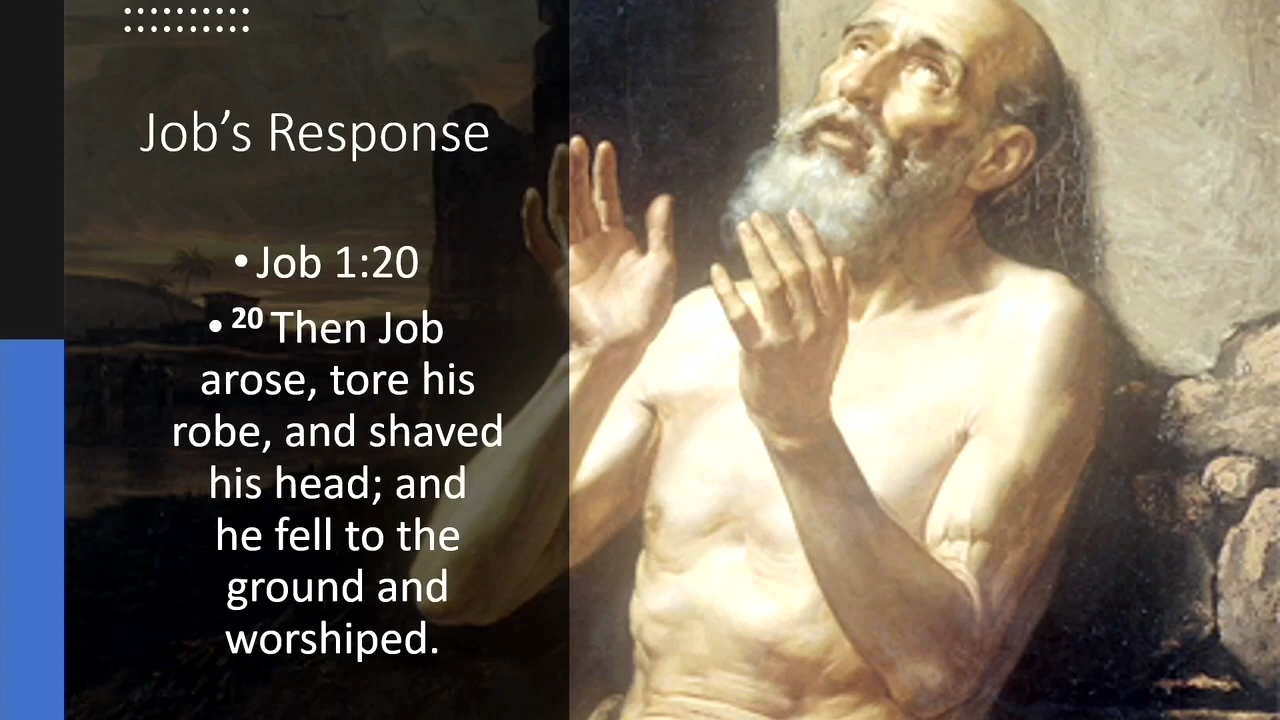 Job’s Response
• Job 1:20
• 20 Then Job
arose, tore his
robe, and shaved
his head; and
he fell to the
ground and
worshiped.